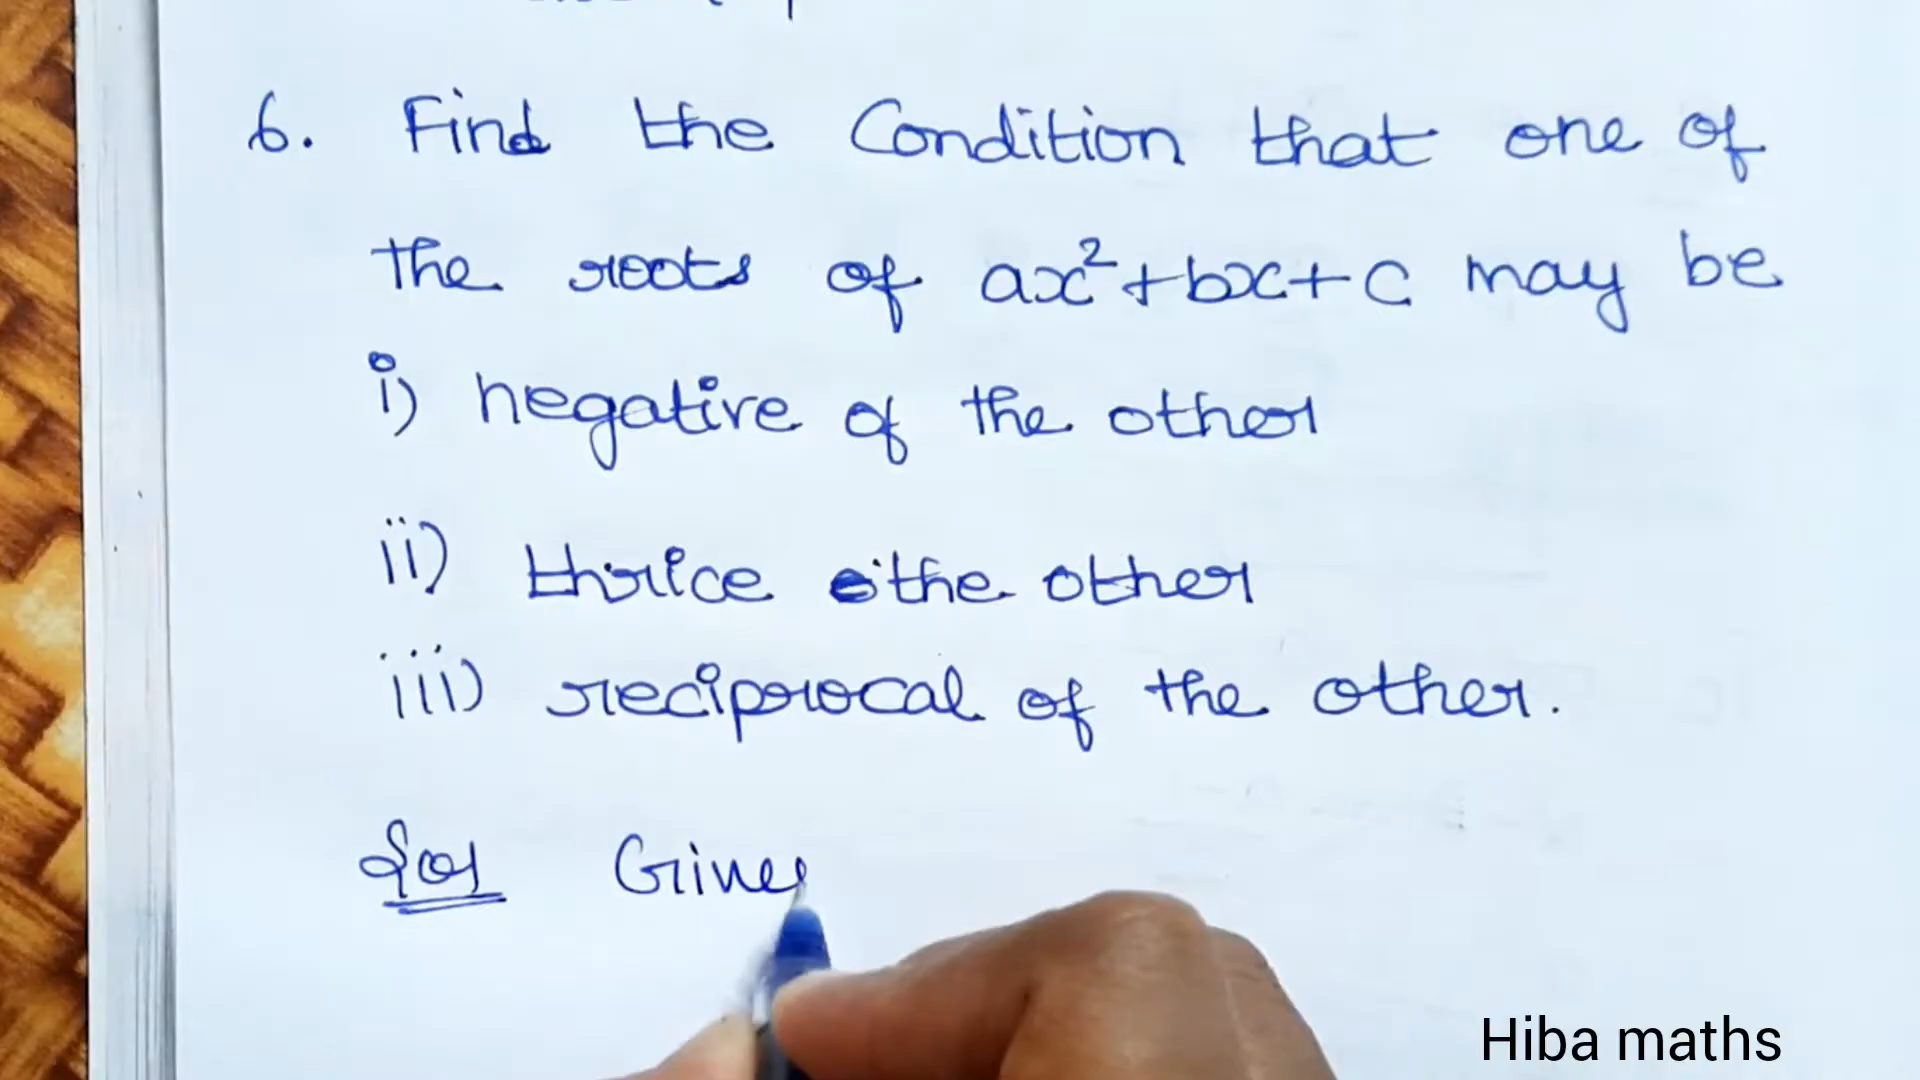 6. Find the Condition that one of
the roots of ax²+bx+c may be
i) negative of the other
ii) thrice the other
iii) reciprocal of the other.
Sol Given
Hiba maths